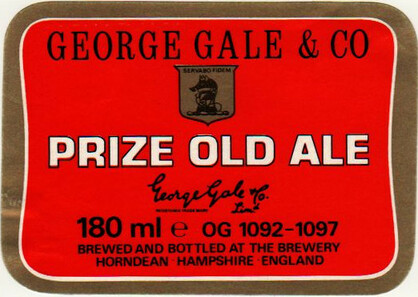 GEORGE GALE & CO
SERVABO FIDEM
PRIZE OLD ALE
George Gale & Co.
Limd
180 ml e OG 1092-1097
BREWED AND BOTTLED AT THE BREWERY
HORNDEAN · HAMPSHIRE · ENGLAND